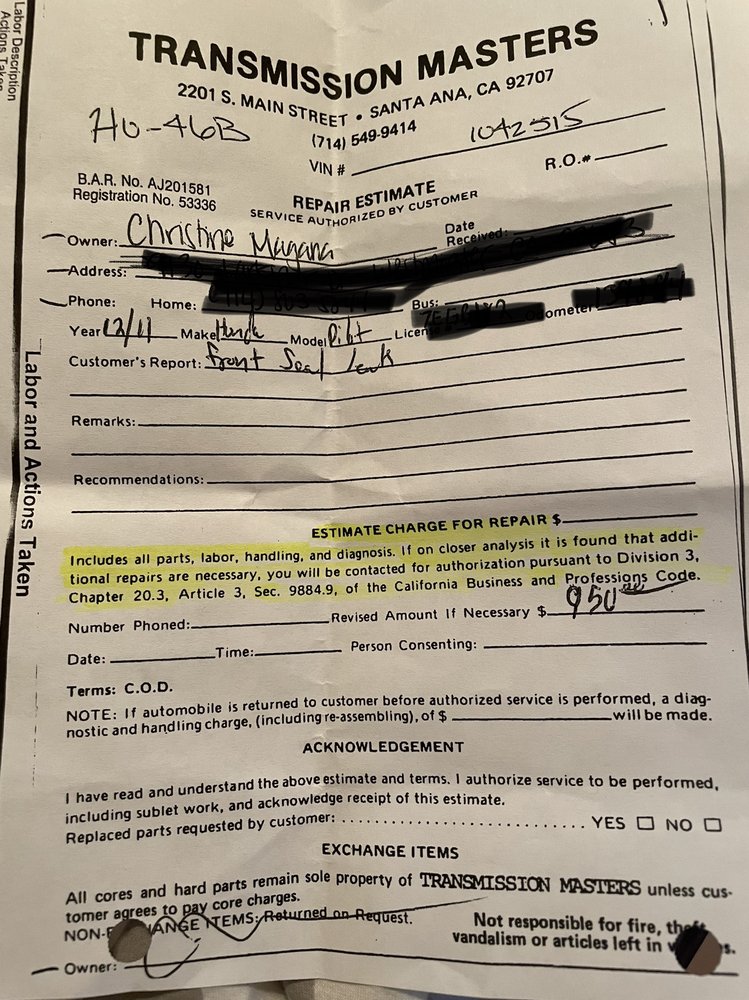 Labor Description
Actions Taken
TRANSMISSION MASTERS
2201 S. MAIN STREET • SANTA ANA, CA 92707
(714) 549-9414
HU-46B
VIN # 1042515
R.O.#
B.A.R. No. AJ201581
Registration No. 53336
REPAIR ESTIMATE
SERVICE AUTHORIZED BY CUSTOMER
Owner: Christine Magana
Date
Received:
Address:
Phone: Home: Bus:
Year 12/11 Make Model Pilot Licen ometer
Customer's Report: front Seal leak
Remarks:
Recommendations:
Labor and Actions Taken
ESTIMATE CHARGE FOR REPAIR $
Includes all parts, labor, handling, and diagnosis. If on closer analysis it is found that addi-
tional repairs are necessary, you will be contacted for authorization pursuant to Division 3,
Chapter 20.3, Article 3, Sec. 9884.9, of the California Business and Professions Code.
Number Phoned: Revised Amount If Necessary $ 950
Date: Time: Person Consenting:
Terms: C.O.D.
NOTE: If automobile is returned to customer before authorized service is performed, a diag-
nostic and handling charge, (including re-assembling), of $ will be made.
ACKNOWLEDGEMENT
I have read and understand the above estimate and terms. I authorize service to be performed,
including sublet work, and acknowledge receipt of this estimate.
Replaced parts requested by customer: .............................. YES ☐ NO ☐
EXCHANGE ITEMS
All cores and hard parts remain sole property of TRANSMISSION MASTERS unless cus-
tomer agrees to pay core charges.
NON-E HANGE ITEMS: Returned on Request.
Not responsible for fire, theft
vandalism or articles left in
Owner: